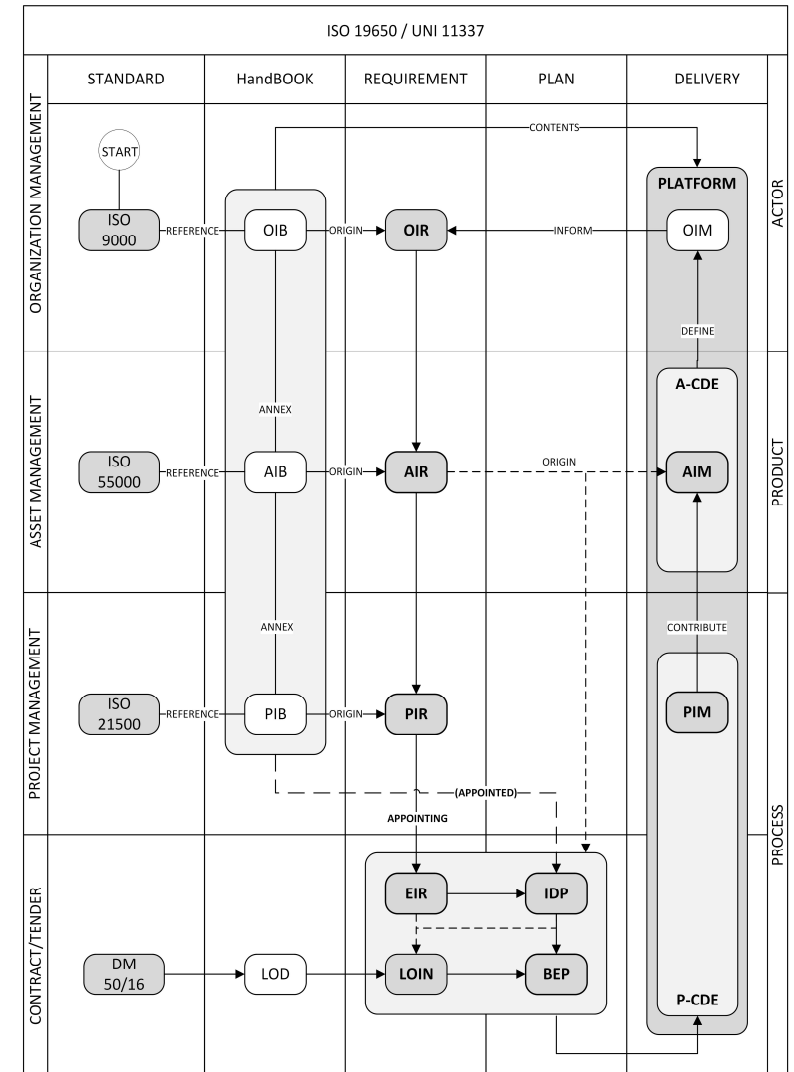 ISO 19650 / UNI 11337
STANDARD
HandBOOK
REQUIREMENT
PLAN
DELIVERY
ORGANIZATION MANAGEMENT
ACTOR
START
CONTENTS
PLATFORM
ISO
9000
REFERENCE
OIB
ORIGIN
OIR
INFORM
OIM
DEFINE
ASSET MANAGEMENT
PRODUCT
A-CDE
ANNEX
ISO
55000
REFERENCE
AIB
ORIGIN
AIR
ORIGIN
AIM
PROJECT MANAGEMENT
PROCESS
ANNEX
CONTRIBUTE
ISO
21500
REFERENCE
PIB
ORIGIN
PIR
PIM
(APPOINTED)
APPOINTING
CONTRACT/TENDER
EIR
IDP
DM
50/16
LOD
LOIN
BEP
P-CDE